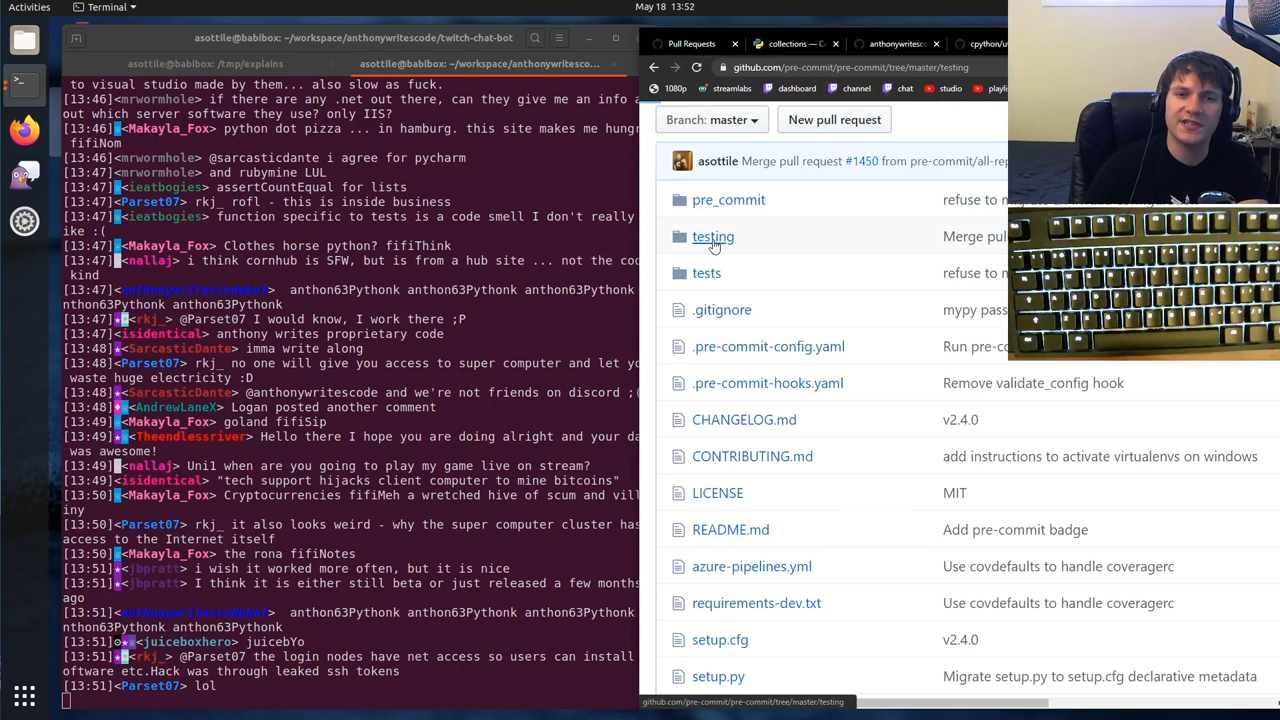 Activities
Terminal
May 18 13:52
asottile@babibox: ~/workspace/anthonywritescode/twitch-chat-bot
asottile@babibox: /tmp/explains
asottile@babibox: ~/workspace/anthonywritesco...
to visual studio made by them... also slow as fuck.
[13:46] <mrwormhole> if there are any .net out there, can they give me an info a
out which server software they use? only IIS?
[13:46] <Makayla_Fox> python dot pizza ... in hamburg. this site makes me hung
fifiNom
[13:46] <mrwormhole> @sarcasticdante i agree for pycharm
[13:46] <mrwormhole> and rubymine LUL
[13:47] <ieatbogies> assertCountEqual for lists
[13:47] <Parset07> rkj_ rofl - this is inside business
[13:47] <ieatbogies> function specific to tests is a code smell I don't really
ike :(
[13:47] <Makayla_Fox> Clothes horse python? fifiThink
[13:47] <nallaj> i think cornhub is SFW, but is from a hub site ... not the co
kind
[13:47] <anthonywritescodebot> anthon63Pythonk anthon63Pythonk anthon63Pythonk
nthon63Pythonk
[13:47] <rkj_> @Parset07 I would know, I work there ;P
[13:47] <isidentical> anthony writes proprietary code
[13:48] <SarcasticDante> imma write along
[13:48] <Parset07> rkj_ no one will give you access to super computer and let yo
waste huge electricity :D
[13:48] <SarcasticDante> @anthonywritescode and we're not friends on discord ;(
[13:48] <AndrewLaneX> Logan posted another comment
[13:49] <Makayla_Fox> goland fifiSip
[13:49] <Theendlessriver> Hello there I hope you are doing alright and your da
was awesome!
[13:49] <nallaj> Uni1 when are you going to play my game live on stream?
[13:49] <isidentical> "tech support hijacks client computer to mine bitcoins"
[13:50] <Makayla_Fox> Cryptocurrencies fifiMeh a wretched hive of scum and vill
iny
[13:50] <Parset07> rkj_ it also looks weird - why the super computer cluster has
access to the Internet itself
[13:50] <Makayla_Fox> the rona fifiNotes
[13:51] <jbpratt> i wish it worked more often, but it is nice
[13:51] <jbpratt> I think it is either still beta or just released a few months
ago
[13:51] <anthonywritescodebot> anthon63Pythonk anthon63Pythonk anthon63Pythonk
nthon63Pythonk
[13:51] <juiceboxhero> juicebYo
[13:51] <rkj_> @Parset07 the login nodes have net access so users can install
oftware etc.Hack was through leaked ssh tokens
[13:51] <Parset07> lol
Pull Requests
collections — Co
anthonywritesc
cpython/ut
github.com/pre-commit/pre-commit/tree/master/testing
1080p
streamlabs
dashboard
channel
chat
studio
playli
Branch: master
New pull request
asottile Merge pull request #1450 from pre-commit/all-rep
pre_commit
refuse to m
testing
Merge pul
tests
refuse to m
.gitignore
mypy pass
.pre-commit-config.yaml
Run pre-co
.pre-commit-hooks.yaml
Remove validate_config hook
CHANGELOG.md
v2.4.0
CONTRIBUTING.md
add instructions to activate virtualenvs on windows
LICENSE
MIT
README.md
Add pre-commit badge
azure-pipelines.yml
Use covdefaults to handle coveragerc
requirements-dev.txt
Use covdefaults to handle coveragerc
setup.cfg
v2.4.0
setup.py
Migrate setup.py to setup.cfg declarative metadata
github.com/pre-commit/pre-commit/tree/master/testing